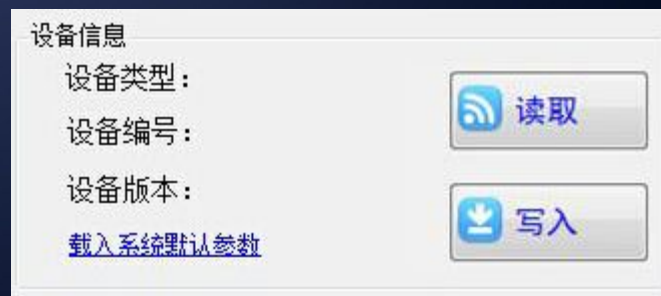 设备信息
设备类型：
读取
设备编号：
设备版本：
写入
载入系统默认参数